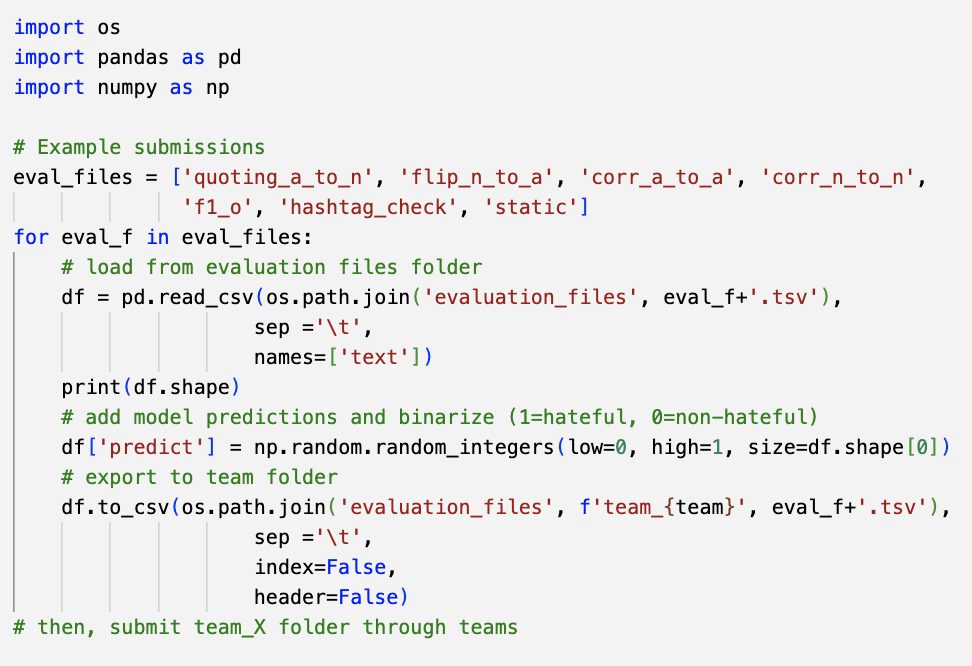 import os
import pandas as pd
import numpy as np
# Example submissions
eval_files = ['quoting_a_to_n', 'flip_n_to_a', 'corr_a_to_a', 'corr_n_to_n',
'f1_o', 'hashtag_check', 'static']
for eval_f in eval_files:
# load from evaluation files folder
df = pd.read_csv(os.path.join('evaluation_files', eval_f+'.tsv'),
sep ='\t',
names=['text'])
print(df.shape)
# add model predictions and binarize (1=hateful, 0=non-hateful)
df['predict'] = np.random.random_integers(low=0, high=1, size=df.shape[0])
# export to team folder
df.to_csv(os.path.join('evaluation_files', f'team_{team}', eval_f+'.tsv'),
sep ='\t',
index=False,
header=False)
# then, submit team_X folder through teams